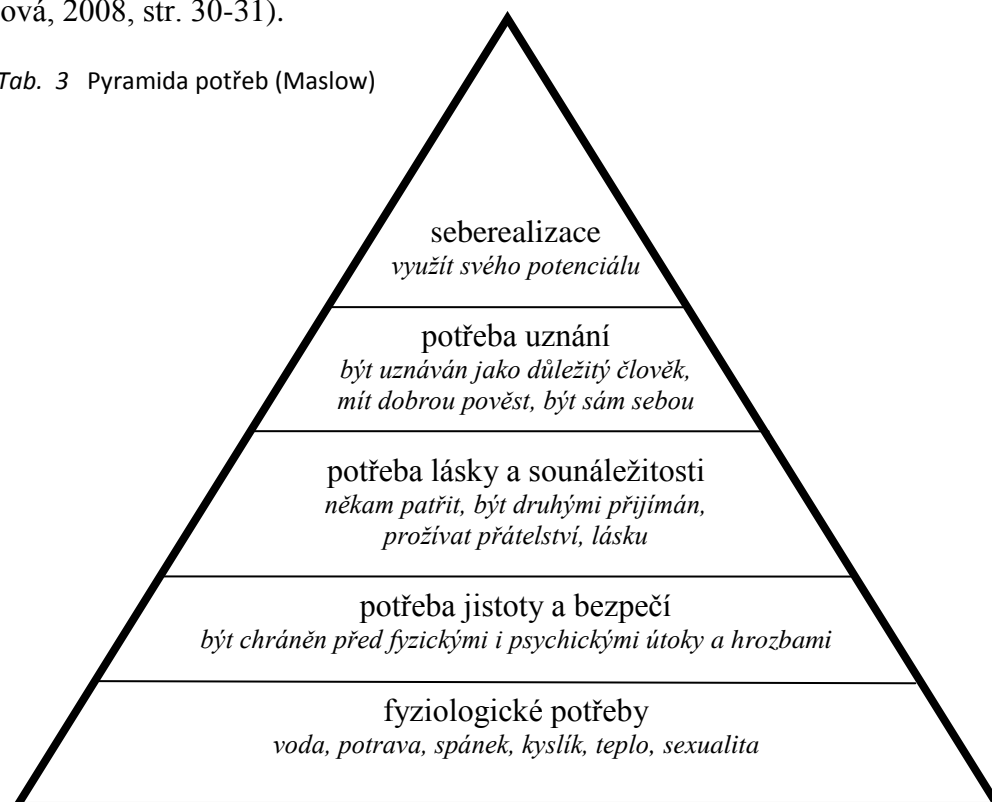 ová, 2008, str. 30-31).
Tab. 3 Pyramida potřeb (Maslow)
seberealizace
využít svého potenciálu
potřeba uznání
být uznáván jako důležitý člověk,
mít dobrou pověst, být sám sebou
potřeba lásky a sounáležitosti
někam patřit, být druhými přijímán,
prožívat přátelství, lásku
potřeba jistoty a bezpečí
být chráněn před fyzickými i psychickými útoky a hrozbami
fyziologické potřeby
voda, potrava, spánek, kyslík, teplo, sexualita